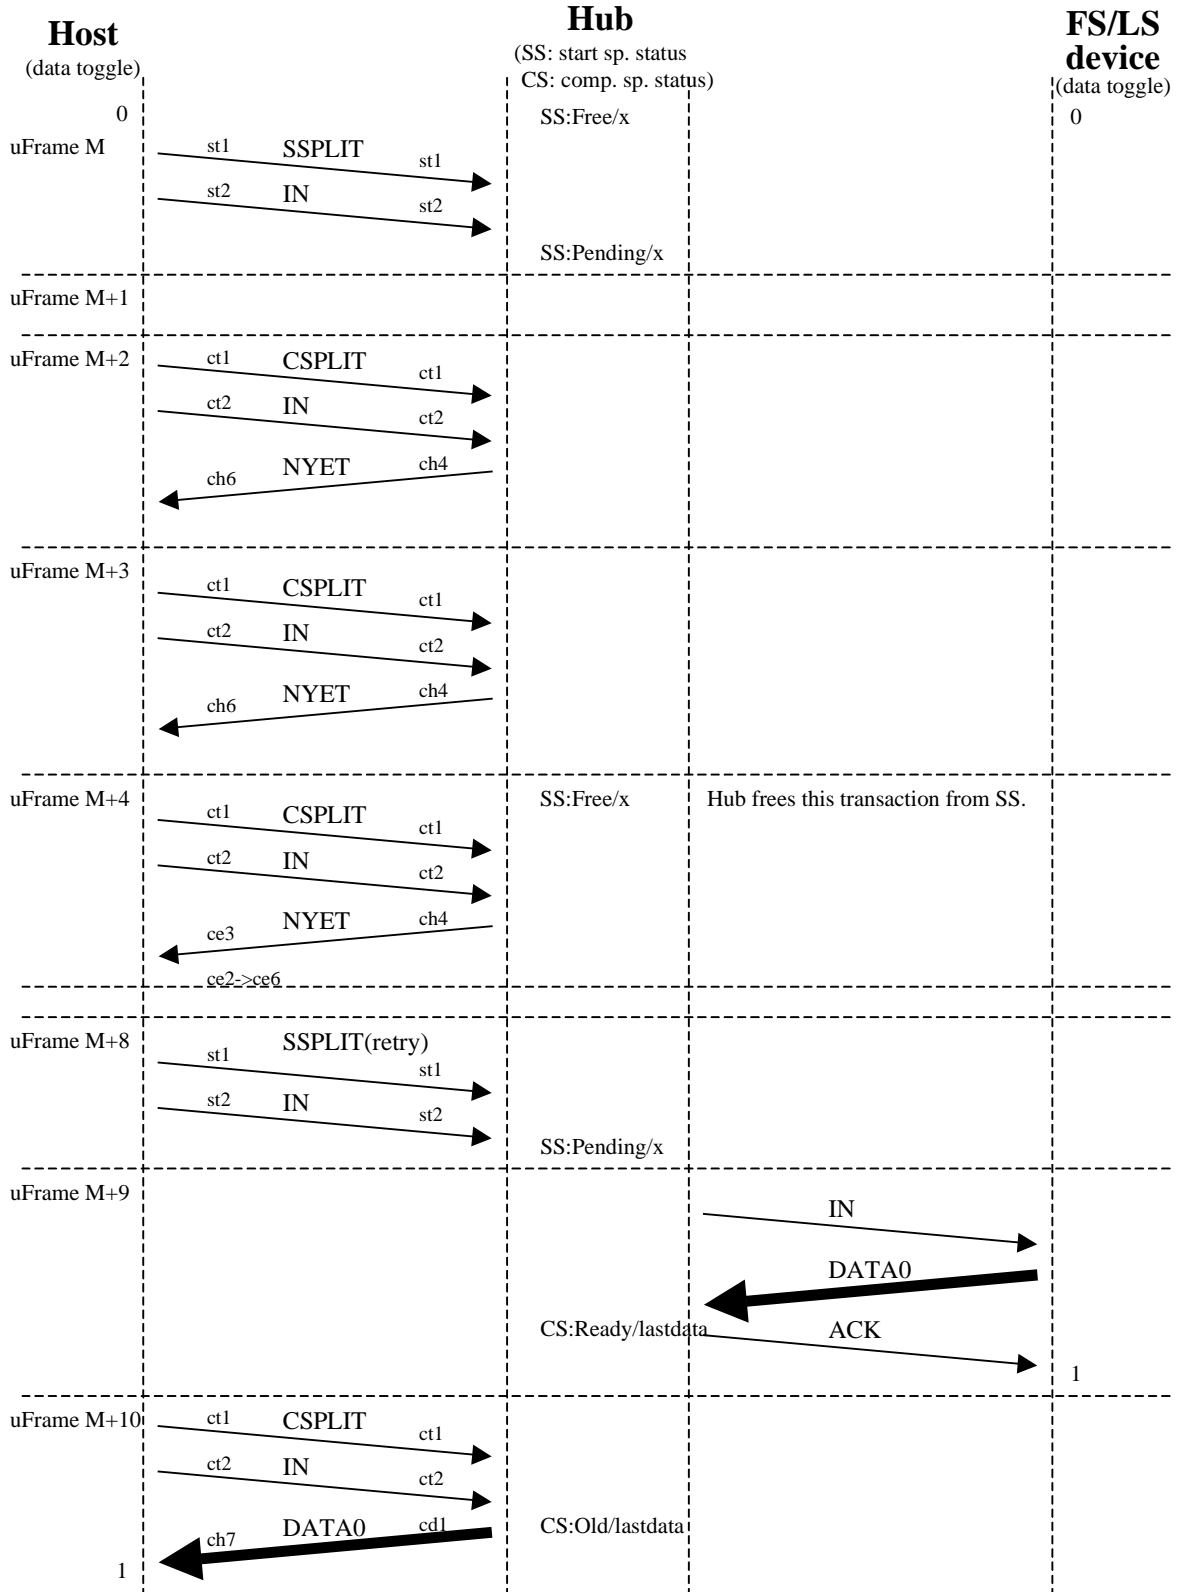 Host
(data toggle)
Hub
(SS: start sp. status
CS: comp. sp. status)
FS/LS
device
(data toggle)
0
SS:Free/x
0
uFrame M
st1
SSPLIT
st1
st2
IN
st2
SS:Pending/x
uFrame M+1
uFrame M+2
ct1
CSPLIT
ct1
ct2
IN
ct2
NYET
ch4
ch6
uFrame M+3
ct1
CSPLIT
ct1
ct2
IN
ct2
NYET
ch4
ch6
uFrame M+4
SS:Free/x
Hub frees this transaction from SS.
ct1
CSPLIT
ct1
ct2
IN
ct2
NYET
ch4
ce3
ce2->ce6
uFrame M+8
SSPLIT(retry)
st1
st1
st2
IN
st2
SS:Pending/x
uFrame M+9
IN
DATA0
CS:Ready/lastdata
ACK
1
uFrame M+10
ct1
CSPLIT
ct1
ct2
IN
ct2
DATA0
cd1
CS:Old/lastdata
ch7
1